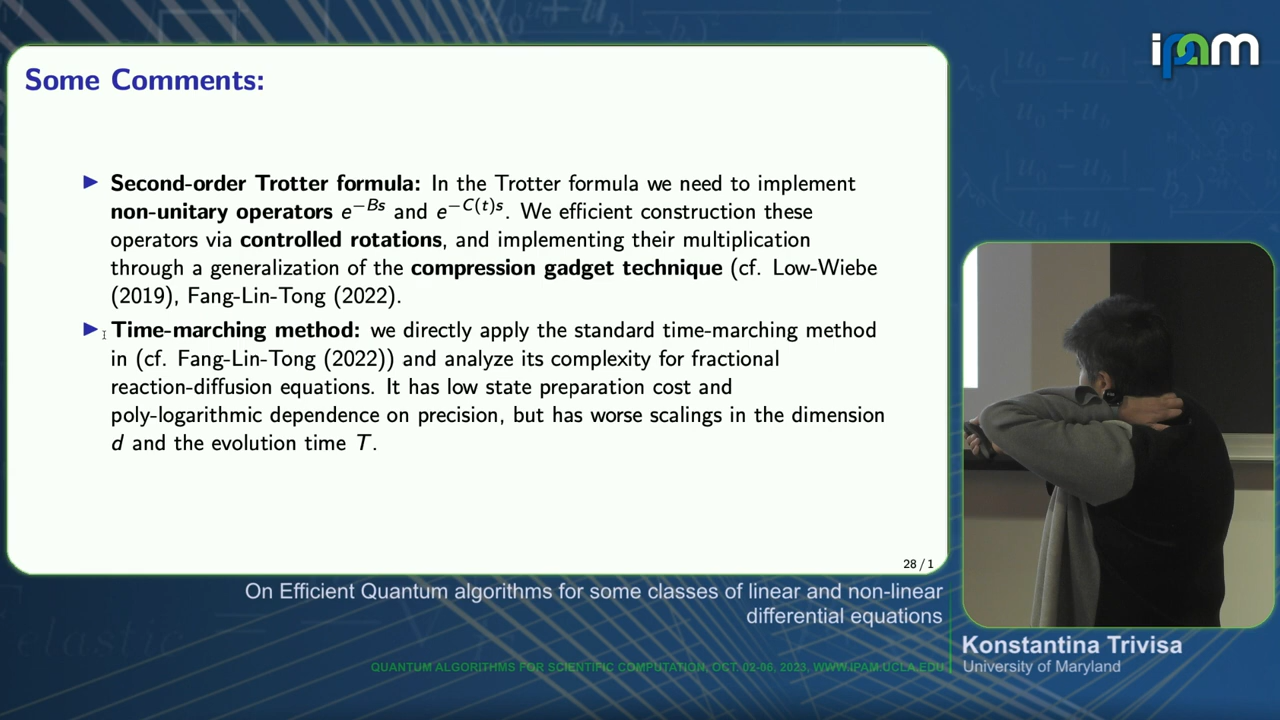 ipam
Some Comments:
▶ Second-order Trotter formula: In the Trotter formula we need to implement
non-unitary operators e^{−Bs} and e^{−C(t)s}. We efficient construction these
operators via controlled rotations, and implementing their multiplication
through a generalization of the compression gadget technique (cf. Low-Wiebe
(2019), Fang-Lin-Tong (2022).
▶ Time-marching method: we directly apply the standard time-marching method
in (cf. Fang-Lin-Tong (2022)) and analyze its complexity for fractional
reaction-diffusion equations. It has low state preparation cost and
poly-logarithmic dependence on precision, but has worse scalings in the dimension
d and the evolution time T.
28 / 1
On Efficient Quantum algorithms for some classes of linear and non-linear
differential equations
Konstantina Trivisa
University of Maryland
QUANTUM ALGORITHMS FOR SCIENTIFIC COMPUTATION, OCT. 02-06, 2023, WWW.IPAM.UCLA.EDU
elastic